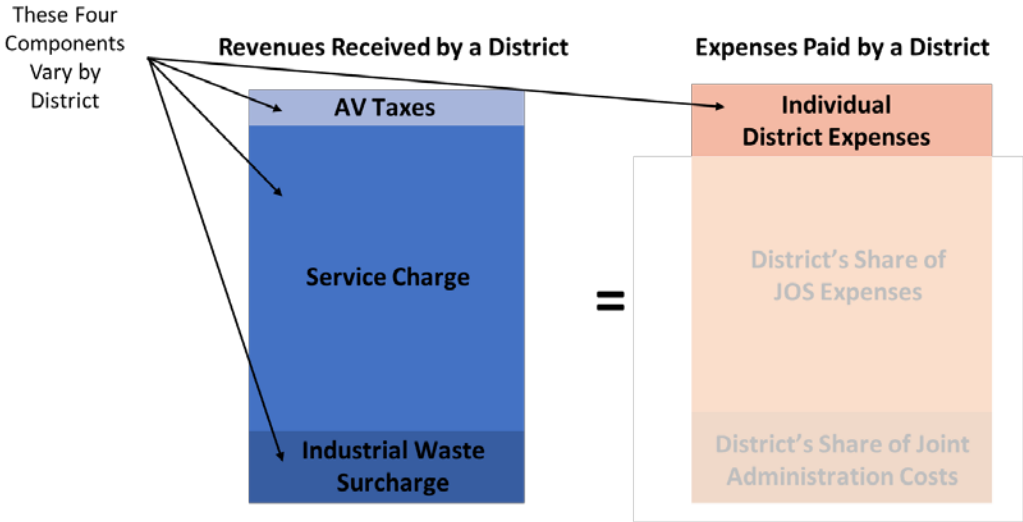 These Four
Components
Vary by
District
Revenues Received by a District
Expenses Paid by a District
AV Taxes
Service Charge
Industrial Waste
Surcharge
=
Individual
District Expenses
District’s Share of
JOS Expenses
District’s Share of Joint
Administration Costs